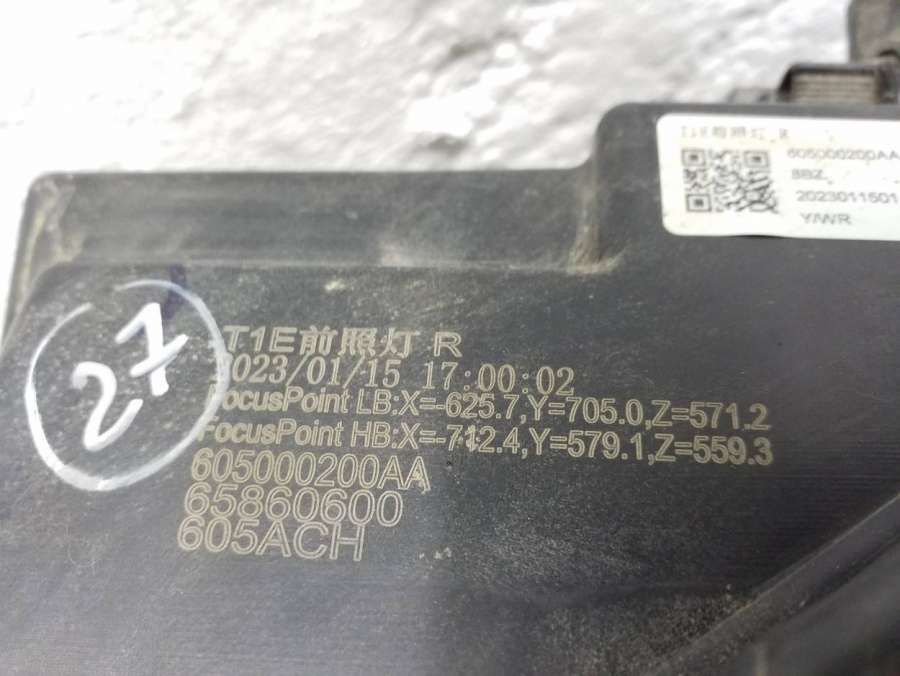 T1E前照灯 R
605000200AA
8BZ
2023011501
Y/WR
27
T1E前照灯 R
2023/01/15 17:00:02
FocusPoint LB:X=-625.7,Y=705.0,Z=571.2
FocusPoint HB:X=-712.4,Y=579.1,Z=559.3
605000200AA
65860600
605ACH